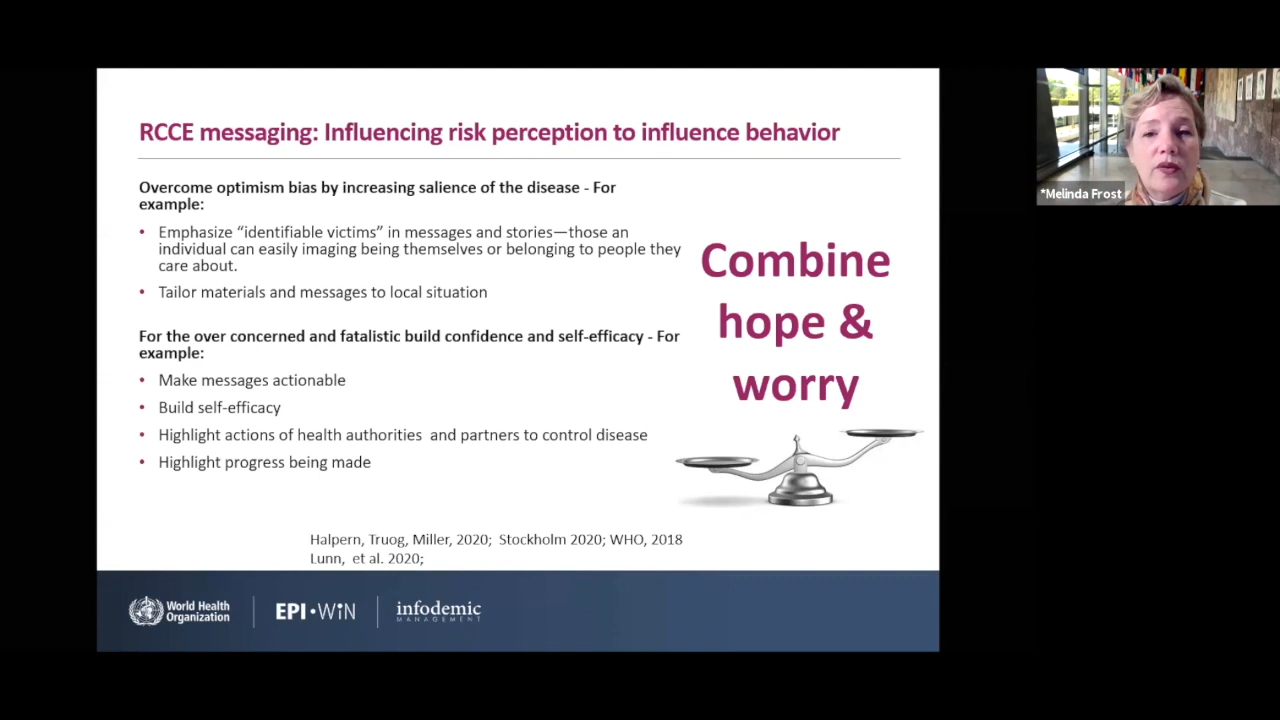 RCCE messaging: Influencing risk perception to influence behavior
Overcome optimism bias by increasing salience of the disease - For
example:
• Emphasize “identifiable victims” in messages and stories—those an
individual can easily imaging being themselves or belonging to people they
care about.
• Tailor materials and messages to local situation
For the over concerned and fatalistic build confidence and self-efficacy - For
example:
• Make messages actionable
• Build self-efficacy
• Highlight actions of health authorities  and partners to control disease
• Highlight progress being made
Combine
hope &
worry
Halpern, Truog, Miller, 2020;  Stockholm 2020; WHO, 2018
Lunn,  et al. 2020;
World Health
Organization
EPI•WiN
infodemic
MANAGEMENT
*Melinda Frost